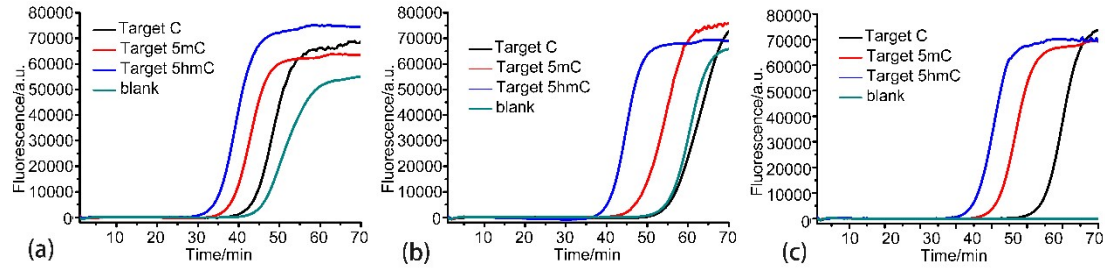 80000
70000
60000
50000
40000
30000
20000
10000
0
Fluorescence/a.u.
Target C
Target 5mC
Target 5hmC
blank
(a)
10 20 30 40 50 60 70
Time/min
80000
70000
60000
50000
40000
30000
20000
10000
0
Fluorescence/a.u.
Target C
Target 5mC
Target 5hmC
blank
(b)
10 20 30 40 50 60 70
Time/min
80000
70000
60000
50000
40000
30000
20000
10000
0
Fluorescence/a.u.
Target C
Target 5mC
Target 5hmC
blank
(c)
10 20 30 40 50 60 70
Time/min